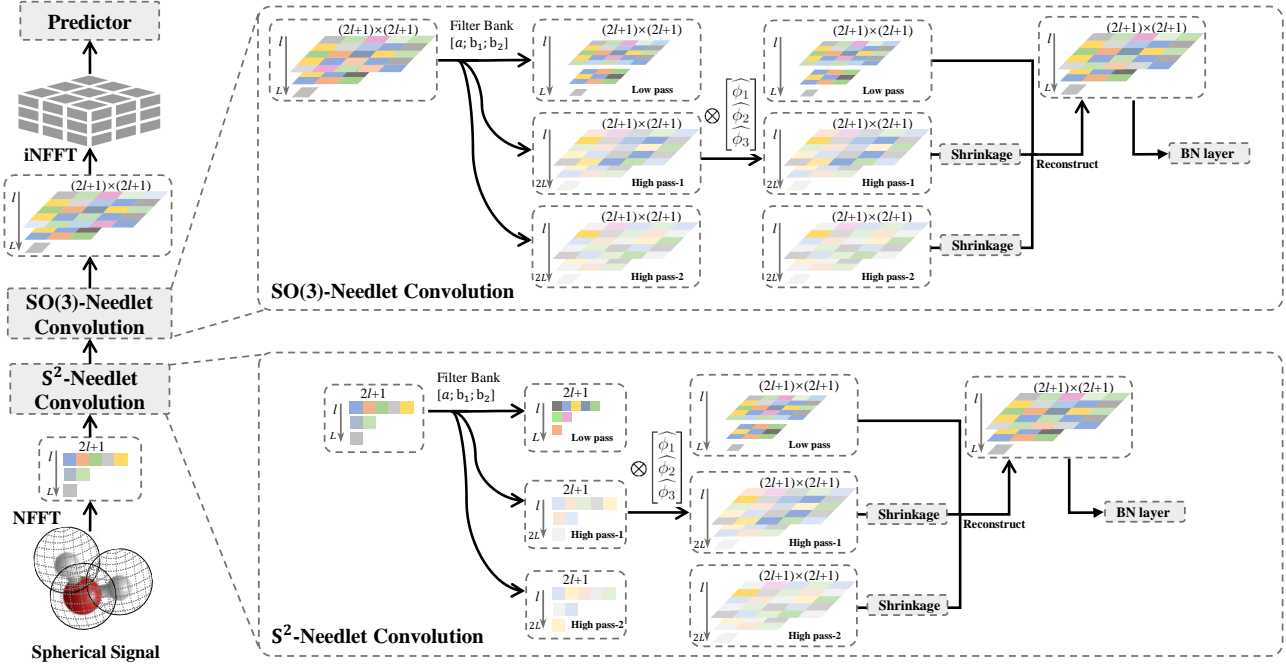 Predictor
iNFFT
(2l+1)×(2l+1)
l
L
SO(3)-Needlet
Convolution
S²-Needlet
Convolution
2l+1
l
L
NFFT
Spherical Signal
(2l+1)×(2l+1)
l
L
Filter Bank
[a; b₁; b₂]
(2l+1)×(2l+1)
l
L
Low pass
(2l+1)×(2l+1)
l
2L
High pass-1
(2l+1)×(2l+1)
l
2L
High pass-2
⊗ [ϕ̂₁
ϕ̂₂
ϕ̂₃]
(2l+1)×(2l+1)
l
L
Low pass
(2l+1)×(2l+1)
l
2L
High pass-1
(2l+1)×(2l+1)
l
2L
High pass-2
Shrinkage
Shrinkage
Reconstruct
(2l+1)×(2l+1)
l
L
BN layer
SO(3)-Needlet Convolution
2l+1
l
L
Filter Bank
[a; b₁; b₂]
2l+1
l
L
Low pass
2l+1
l
2L
High pass-1
2l+1
l
2L
High pass-2
⊗ [ϕ̂₁
ϕ̂₂
ϕ̂₃]
(2l+1)×(2l+1)
l
L
Low pass
(2l+1)×(2l+1)
l
2L
High pass-1
(2l+1)×(2l+1)
l
2L
High pass-2
Shrinkage
Shrinkage
Reconstruct
(2l+1)×(2l+1)
l
L
BN layer
S²-Needlet Convolution